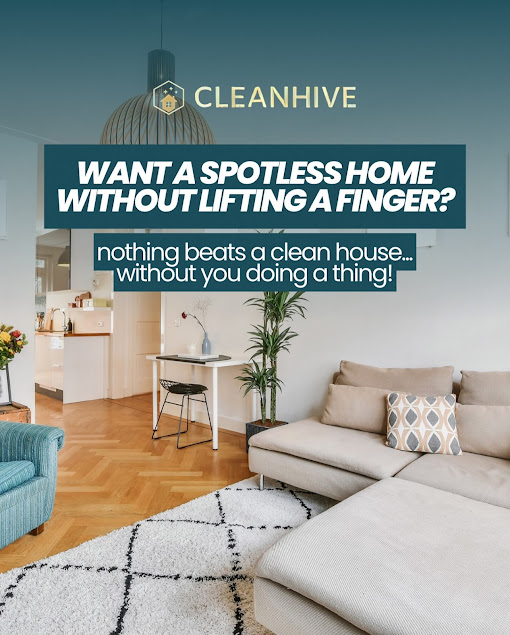 CLEANHIVE
WANT A SPOTLESS HOME
WITHOUT LIFTING A FINGER?
nothing beats a clean house...
without you doing a thing!